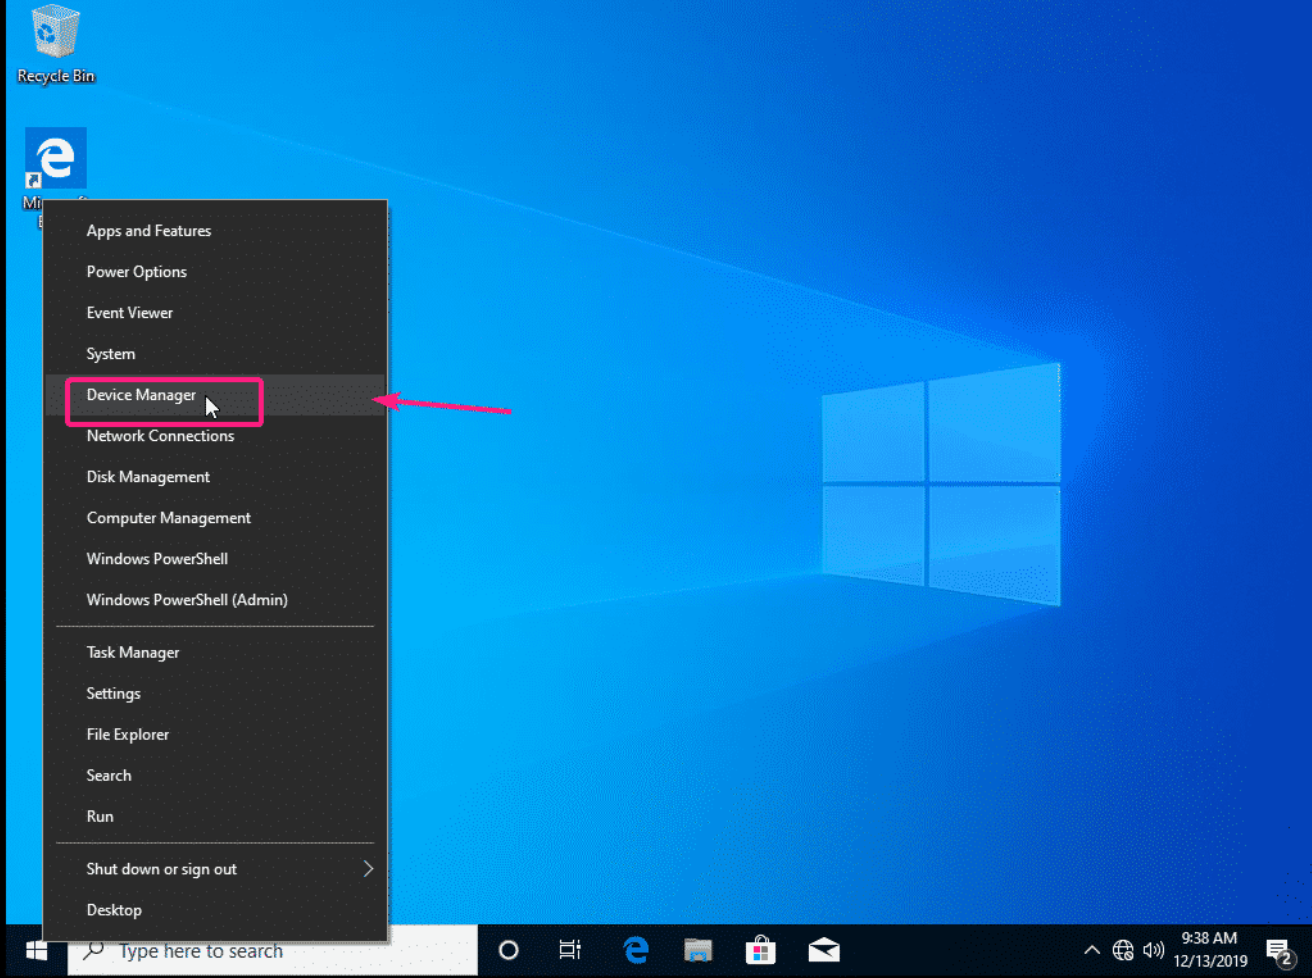 Recycle Bin
Apps and Features
Power Options
Event Viewer
System
Device Manager
Network Connections
Disk Management
Computer Management
Windows PowerShell
Windows PowerShell (Admin)
Task Manager
Settings
File Explorer
Search
Run
Shut down or sign out
Desktop
Type here to search
9:38 AM
12/13/2019
2